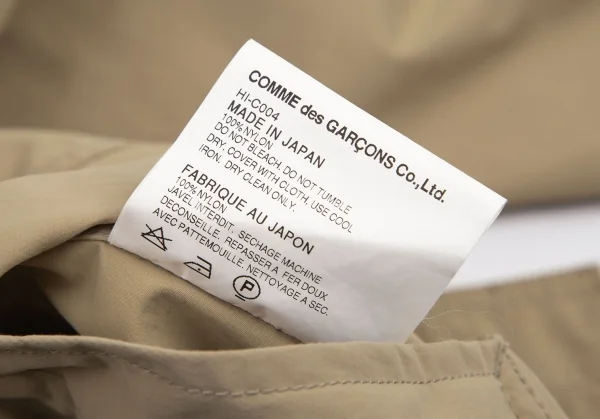 COMME des GARÇONS Co.,Ltd.
HI-C004
MADE IN JAPAN
100% NYLON
DO NOT BLEACH. DO NOT TUMBLE
DRY. COVER WITH CLOTH. USE COOL
IRON. DRY CLEAN ONLY.
FABRIQUE AU JAPON
100% NYLON
JAVEL INTERDIT. SECHAGE MACHINE
DECONSEILLE. REPASSER A FER DOUX
AVEC PATTEMOUILLE. NETTOYAGE A SEC.
P